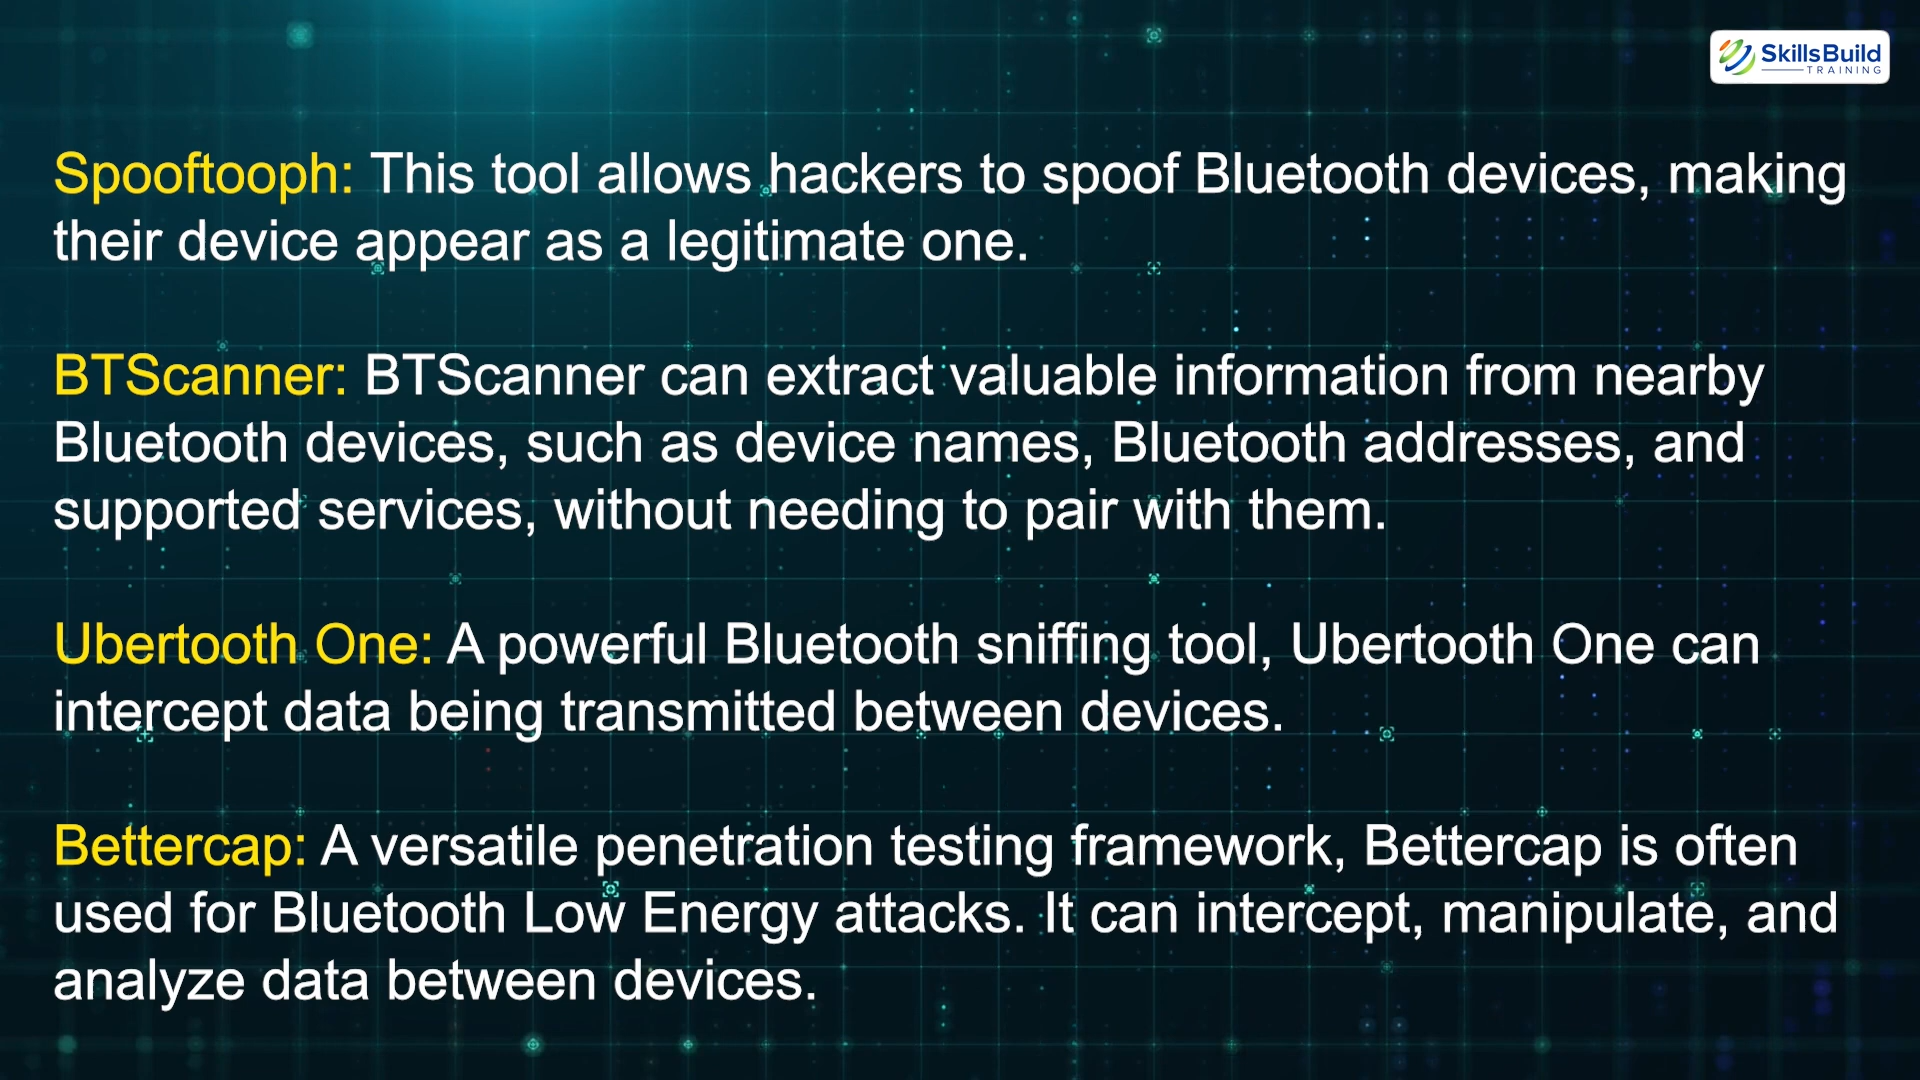 SkillsBuild
TRAINING
Spooftooph: This tool allows hackers to spoof Bluetooth devices, making
their device appear as a legitimate one.
BTScanner: BTScanner can extract valuable information from nearby
Bluetooth devices, such as device names, Bluetooth addresses, and
supported services, without needing to pair with them.
Ubertooth One: A powerful Bluetooth sniffing tool, Ubertooth One can
intercept data being transmitted between devices.
Bettercap: A versatile penetration testing framework, Bettercap is often
used for Bluetooth Low Energy attacks. It can intercept, manipulate, and
analyze data between devices.